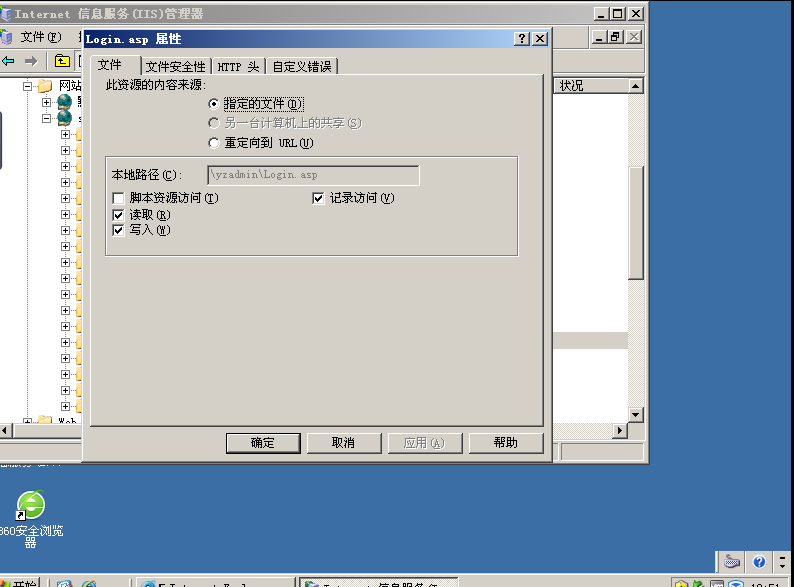 Internet 信息服务(IIS)管理器
文件(F)
Login.asp 属性
文件 文件安全性 HTTP 头 自定义错误
此资源的内容来源:
指定的文件(D)
另一台计算机上的共享(S)
重定向到 URL(U)
本地路径(C): \yzadmin\Login.asp
脚本资源访问(T) 记录访问(V)
读取(R)
写入(W)
确定 取消 应用(A) 帮助
网站
状况
360安全浏览
器
开始